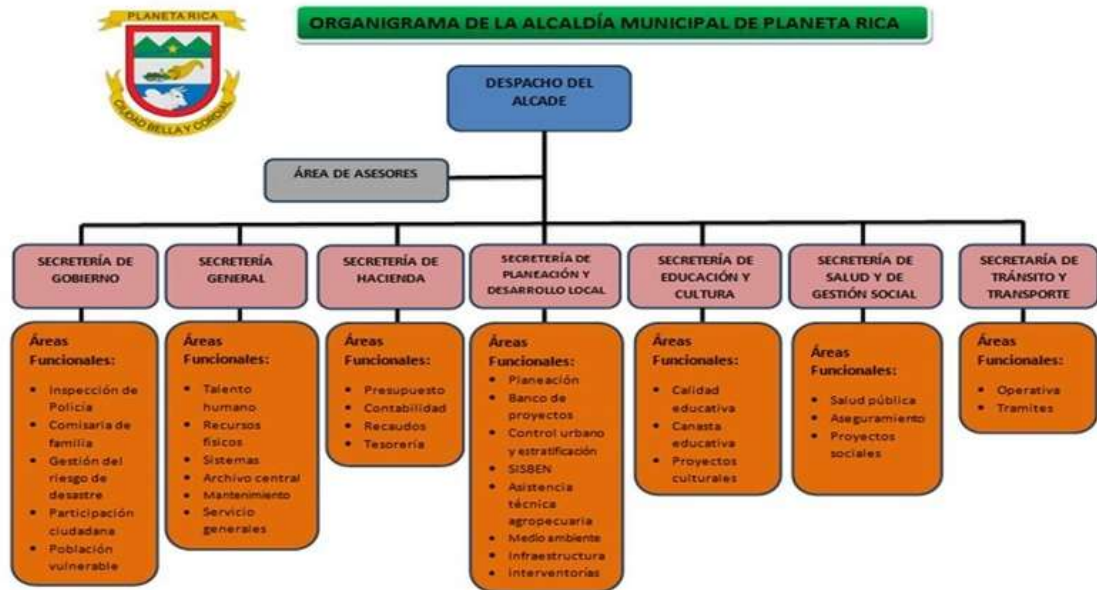 PLANETA RICA
CIUDAD BELLA Y CORDIAL
ORGANIGRAMA DE LA ALCALDÍA MUNICIPAL DE PLANETA RICA
DESPACHO DEL
ALCADE
ÁREA DE ASESORES
SECRETERÍA DE
GOBIERNO
SECRETERÍA
GENERAL
SECRETERÍA DE
HACIENDA
SECRETERÍA DE
PLANEACIÓN Y
DESARROLLO LOCAL
SECRETERÍA DE
EDUCACIÓN Y
CULTURA
SECRETERÍA DE
SALUD Y DE
GESTIÓN SOCIAL
SECRETARÍA DE
TRÁNSITO Y
TRANSPORTE
Áreas
Funcionales:
• Inspección de
Policía
• Comisaria de
familia
• Gestión del
riesgo de
desastre
• Participación
ciudadana
• Población
vulnerable
Áreas
Funcionales:
• Talento
humano
• Recursos
físicos
• Sistemas
• Archivo central
• Mantenimiento
• Servicio
generales
Áreas
Funcionales:
• Presupuesto
• Contabilidad
• Recaudos
• Tesorería
Áreas
Funcionales:
• Planeación
• Banco de
proyectos
• Control urbano
y estratificación
• SISBEN
• Asistencia
técnica
agropecuaria
• Medio ambiente
• Infraestructura
• interventorías
Áreas
Funcionales:
• Calidad
educativa
• Canasta
educativa
• Proyectos
culturales
Áreas
Funcionales:
• Salud pública
• Aseguramiento
• Proyectos
sociales
Áreas
Funcionales:
• Operativa
• Tramites